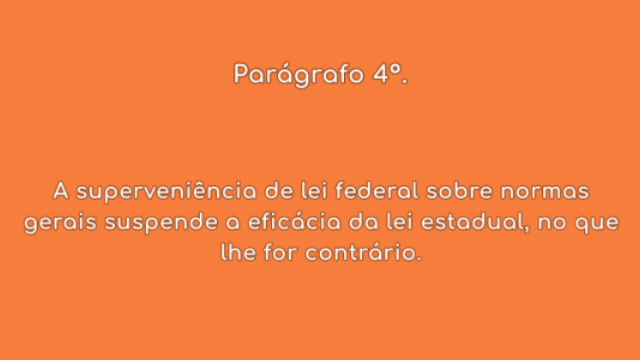 Parágrafo 4º.
A superveniência de lei federal sobre normas
gerais suspende a eficácia da lei estadual, no que
lhe for contrário.